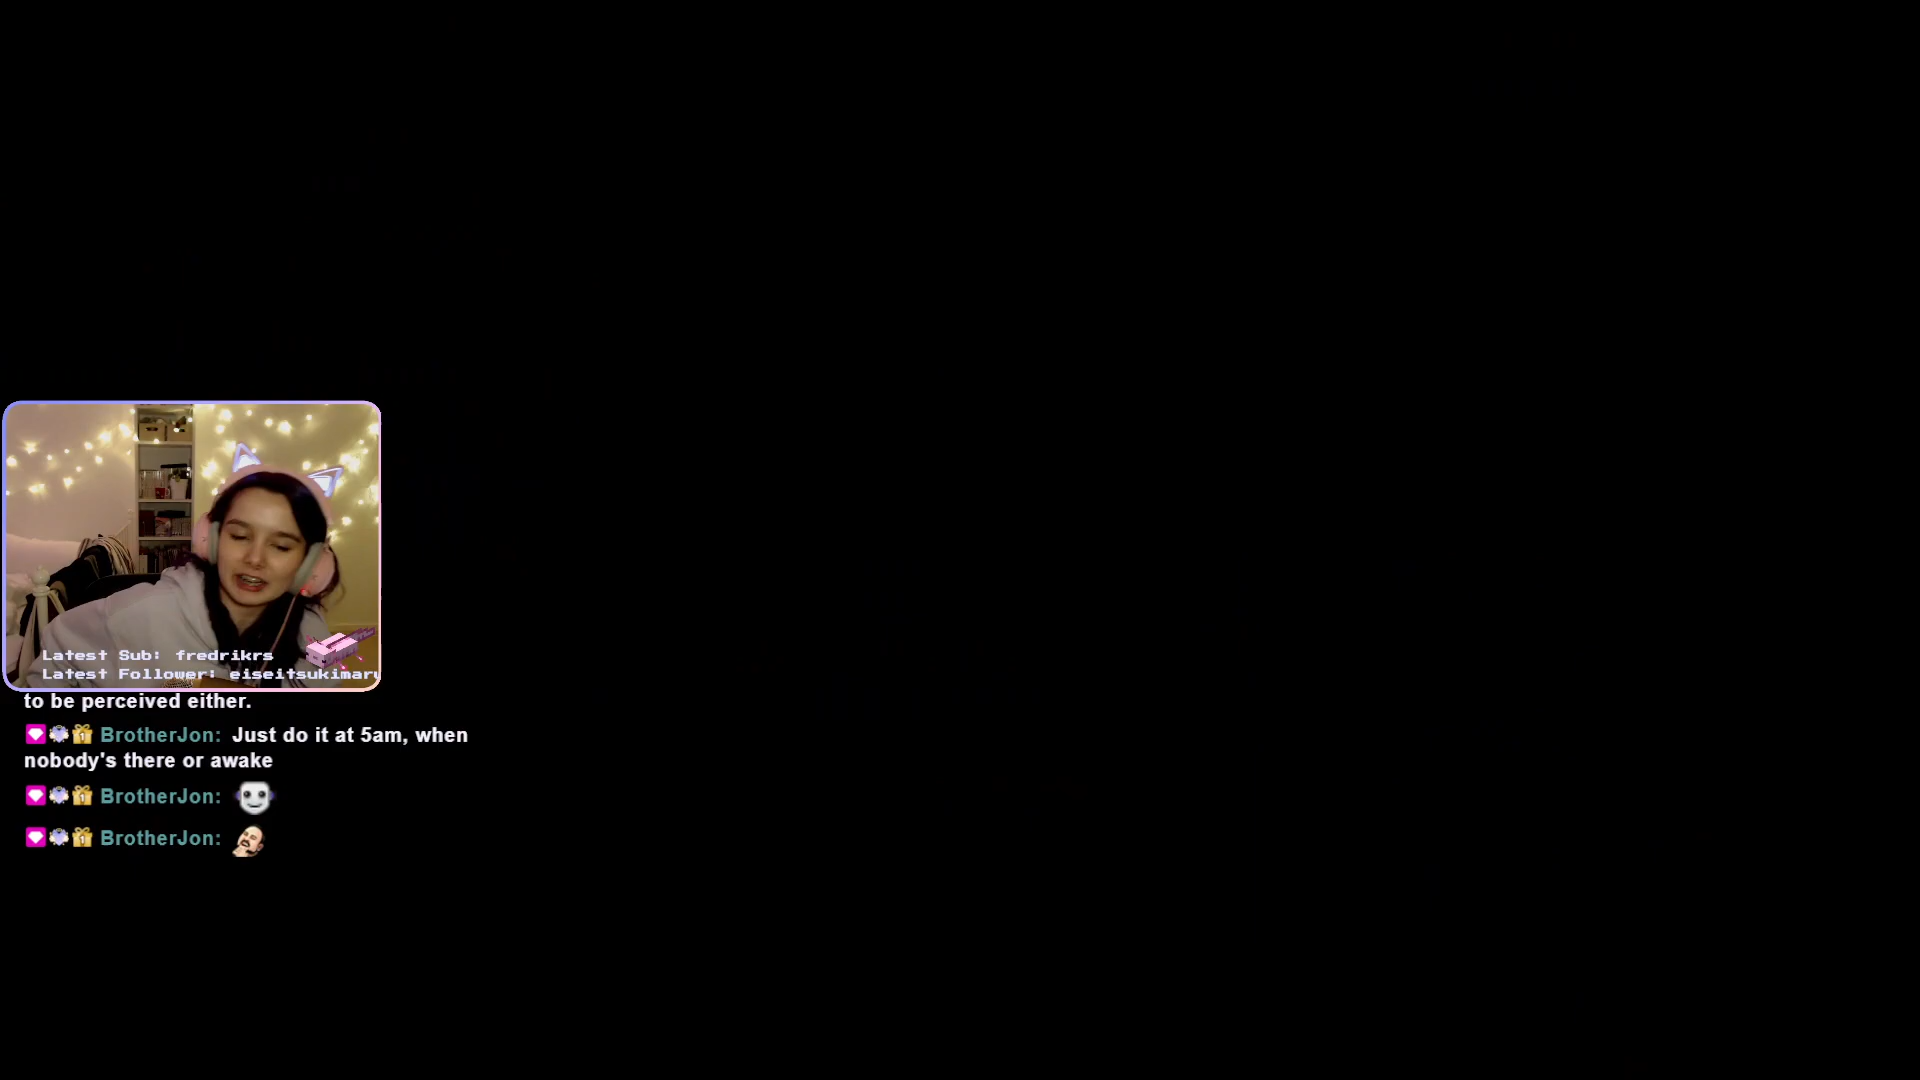 Latest Sub: fredrikrs
Latest Follower: eiseitsukimaru
to be perceived either.
BrotherJon: Just do it at 5am, when
nobody's there or awake
BrotherJon:
BrotherJon: